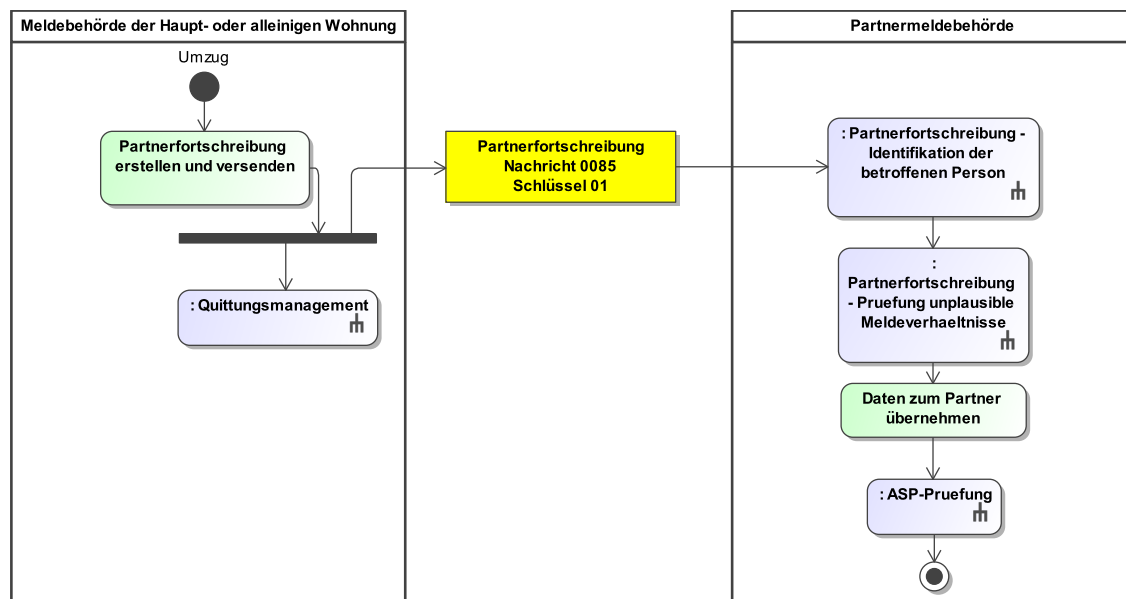 Meldebehörde der Haupt- oder alleinigen Wohnung
Umzug
Partnerfortschreibung
erstellen und versenden
: Quittungsmanagement
Partnerfortschreibung
Nachricht 0085
Schlüssel 01
Partnermeldebehörde
: Partnerfortschreibung -
Identifikation der
betroffenen Person
:
Partnerfortschreibung
- Pruefung unplausible
Meldeverhaeltnisse
Daten zum Partner
übernehmen
: ASP-Pruefung